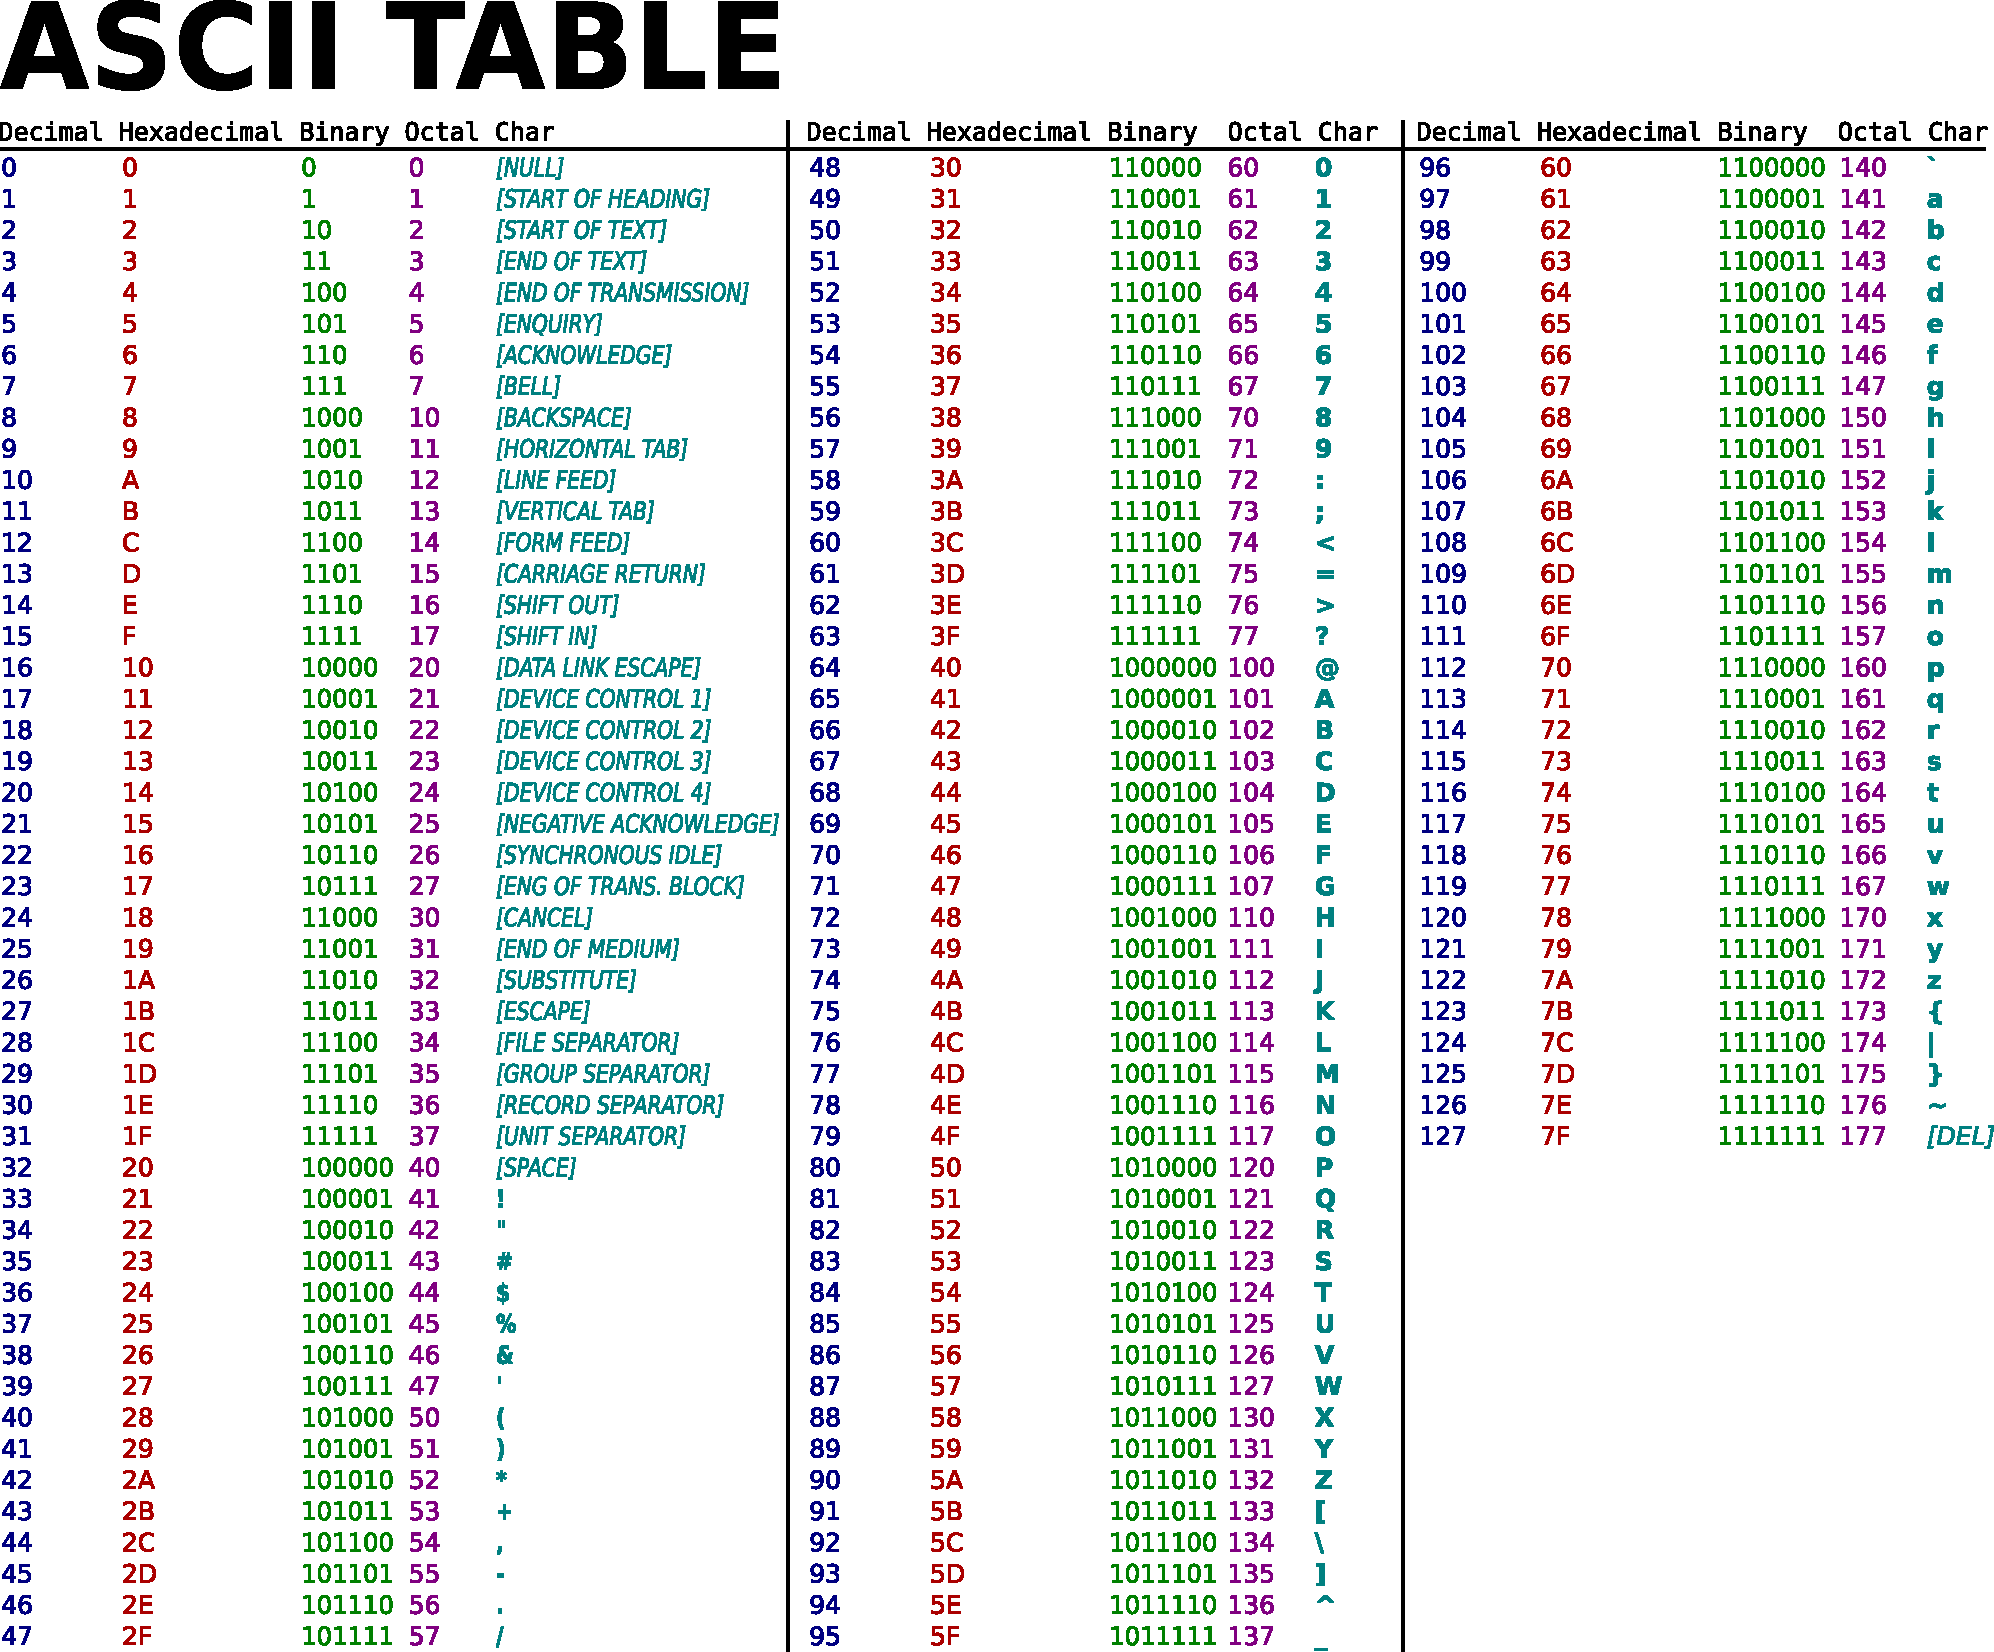 ASCII TABLE
Decimal Hexadecimal Binary Octal Char
0 0 0 0 [NULL]
1 1 1 1 [START OF HEADING]
2 2 10 2 [START OF TEXT]
3 3 11 3 [END OF TEXT]
4 4 100 4 [END OF TRANSMISSION]
5 5 101 5 [ENQUIRY]
6 6 110 6 [ACKNOWLEDGE]
7 7 111 7 [BELL]
8 8 1000 10 [BACKSPACE]
9 9 1001 11 [HORIZONTAL TAB]
10 A 1010 12 [LINE FEED]
11 B 1011 13 [VERTICAL TAB]
12 C 1100 14 [FORM FEED]
13 D 1101 15 [CARRIAGE RETURN]
14 E 1110 16 [SHIFT OUT]
15 F 1111 17 [SHIFT IN]
16 10 10000 20 [DATA LINK ESCAPE]
17 11 10001 21 [DEVICE CONTROL 1]
18 12 10010 22 [DEVICE CONTROL 2]
19 13 10011 23 [DEVICE CONTROL 3]
20 14 10100 24 [DEVICE CONTROL 4]
21 15 10101 25 [NEGATIVE ACKNOWLEDGE]
22 16 10110 26 [SYNCHRONOUS IDLE]
23 17 10111 27 [ENG OF TRANS. BLOCK]
24 18 11000 30 [CANCEL]
25 19 11001 31 [END OF MEDIUM]
26 1A 11010 32 [SUBSTITUTE]
27 1B 11011 33 [ESCAPE]
28 1C 11100 34 [FILE SEPARATOR]
29 1D 11101 35 [GROUP SEPARATOR]
30 1E 11110 36 [RECORD SEPARATOR]
31 1F 11111 37 [UNIT SEPARATOR]
32 20 100000 40 [SPACE]
33 21 100001 41 !
34 22 100010 42 "
35 23 100011 43 #
36 24 100100 44 $
37 25 100101 45 %
38 26 100110 46 &
39 27 100111 47 '
40 28 101000 50 (
41 29 101001 51 )
42 2A 101010 52 *
43 2B 101011 53 +
44 2C 101100 54 ,
45 2D 101101 55 -
46 2E 101110 56 .
47 2F 101111 57 /
Decimal Hexadecimal Binary Octal Char
48 30 110000 60 0
49 31 110001 61 1
50 32 110010 62 2
51 33 110011 63 3
52 34 110100 64 4
53 35 110101 65 5
54 36 110110 66 6
55 37 110111 67 7
56 38 111000 70 8
57 39 111001 71 9
58 3A 111010 72 :
59 3B 111011 73 ;
60 3C 111100 74 <
61 3D 111101 75 =
62 3E 111110 76 >
63 3F 111111 77 ?
64 40 1000000 100 @
65 41 1000001 101 A
66 42 1000010 102 B
67 43 1000011 103 C
68 44 1000100 104 D
69 45 1000101 105 E
70 46 1000110 106 F
71 47 1000111 107 G
72 48 1001000 110 H
73 49 1001001 111 I
74 4A 1001010 112 J
75 4B 1001011 113 K
76 4C 1001100 114 L
77 4D 1001101 115 M
78 4E 1001110 116 N
79 4F 1001111 117 O
80 50 1010000 120 P
81 51 1010001 121 Q
82 52 1010010 122 R
83 53 1010011 123 S
84 54 1010100 124 T
85 55 1010101 125 U
86 56 1010110 126 V
87 57 1010111 127 W
88 58 1011000 130 X
89 59 1011001 131 Y
90 5A 1011010 132 Z
91 5B 1011011 133 [
92 5C 1011100 134 \
93 5D 1011101 135 ]
94 5E 1011110 136 ^
95 5F 1011111 137 _
Decimal Hexadecimal Binary Octal Char
96 60 1100000 140 `
97 61 1100001 141 a
98 62 1100010 142 b
99 63 1100011 143 c
100 64 1100100 144 d
101 65 1100101 145 e
102 66 1100110 146 f
103 67 1100111 147 g
104 68 1101000 150 h
105 69 1101001 151 I
106 6A 1101010 152 j
107 6B 1101011 153 k
108 6C 1101100 154 l
109 6D 1101101 155 m
110 6E 1101110 156 n
111 6F 1101111 157 o
112 70 1110000 160 p
113 71 1110001 161 q
114 72 1110010 162 r
115 73 1110011 163 s
116 74 1110100 164 t
117 75 1110101 165 u
118 76 1110110 166 v
119 77 1110111 167 w
120 78 1111000 170 x
121 79 1111001 171 y
122 7A 1111010 172 z
123 7B 1111011 173 {
124 7C 1111100 174 |
125 7D 1111101 175 }
126 7E 1111110 176 ~
127 7F 1111111 177 [DEL]